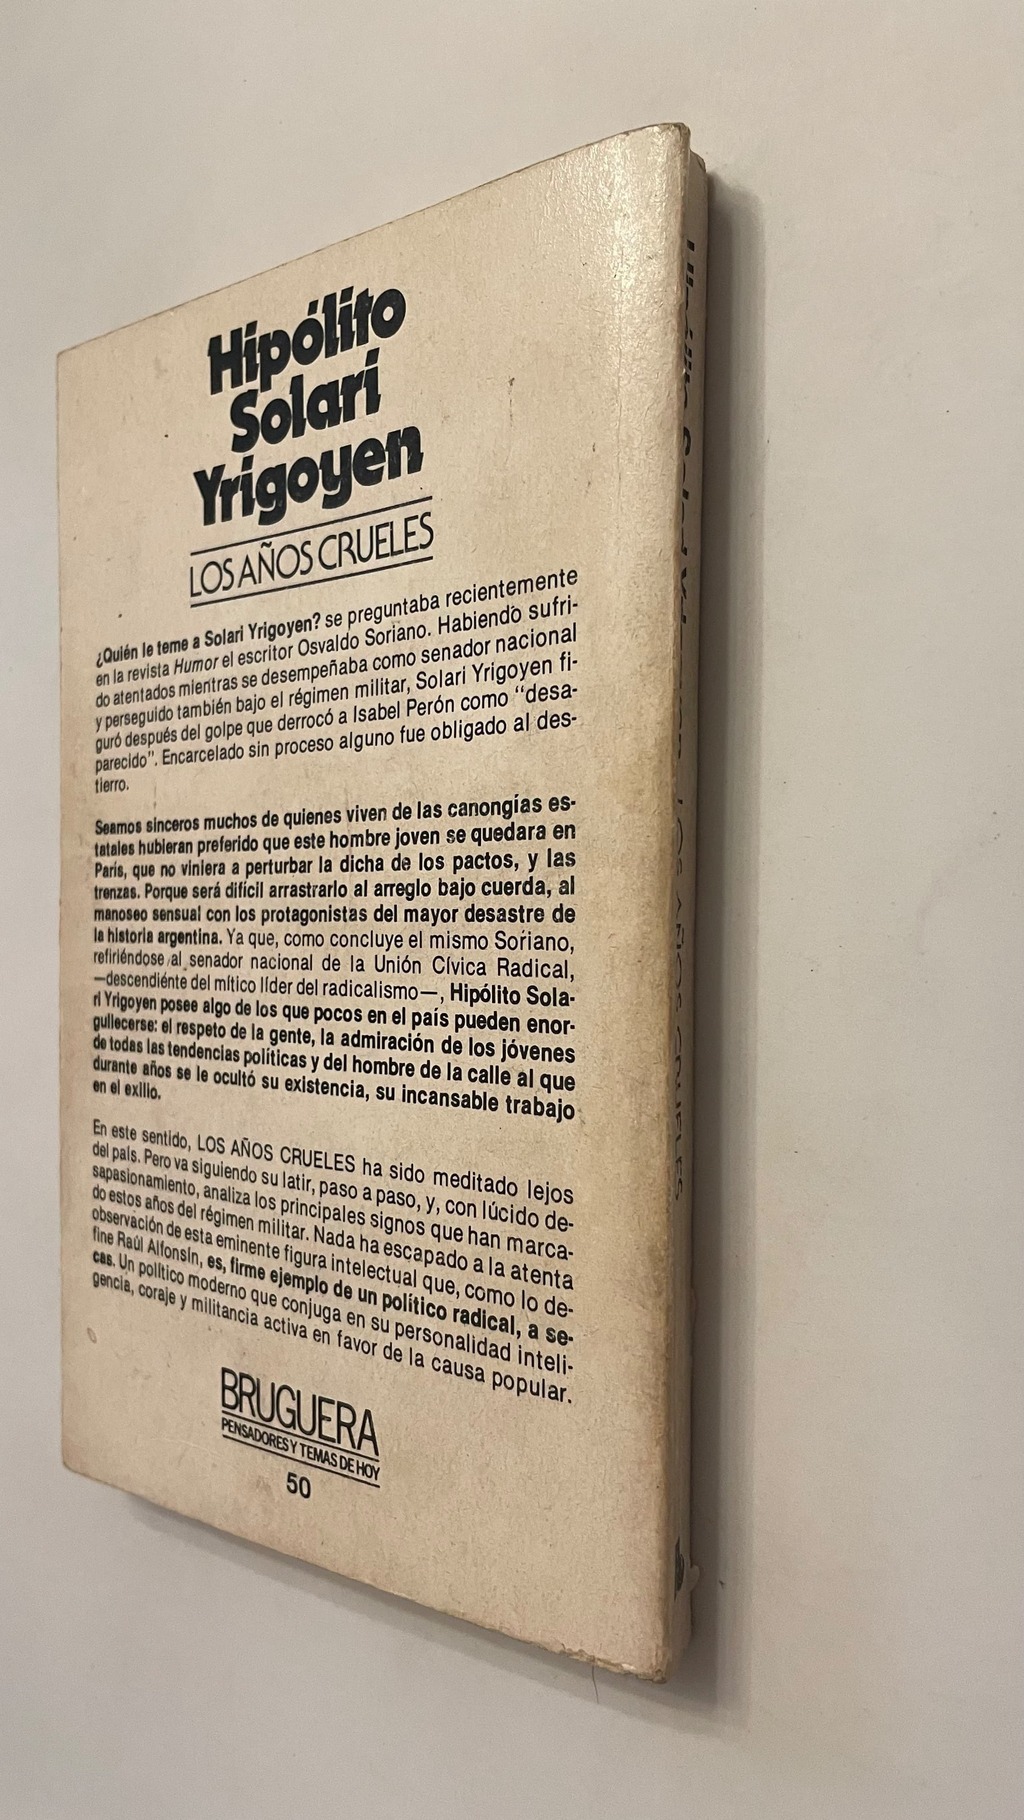 Hipólito
Solari
Yrigoyen
LOS AÑOS CRUELES
¿Quién le teme a Solari Yrigoyen? se preguntaba recientemente
en la revista Humor el escritor Osvaldo Soriano. Habiendo sufri-
do atentados mientras se desempeñaba como senador nacional
y perseguido también bajo el régimen militar, Solari Yrigoyen fi-
guró después del golpe que derrocó a Isabel Perón como "desa-
parecido". Encarcelado sin proceso alguno fue obligado al des-
tierro.
Seamos sinceros muchos de quienes viven de las canongías es-
tatales hubieran preferido que este hombre joven se quedara en
París, que no viniera a perturbar la dicha de los pactos, y las
trenzas. Porque será difícil arrastrarlo al arreglo bajo cuerda, al
manoseo sensual con los protagonistas del mayor desastre de
la historia argentina. Ya que, como concluye el mismo Soriano,
refiriéndose al senador nacional de la Unión Cívica Radical,
—descendiénte del mítico líder del radicalismo—, Hipólito Sola-
ri Yrigoyen posee algo de los que pocos en el país pueden enor-
gullecerse: el respeto de la gente, la admiración de los jóvenes
de todas las tendencias políticas y del hombre de la calle al que
durante años se le ocultó su existencia, su incansable trabajo
en el exilio.
En este sentido, LOS AÑOS CRUELES ha sido meditado lejos
del país. Pero va siguiendo su latir, paso a paso, y, con lúcido de-
sapasionamiento, analiza los principales signos que han marca-
do estos años del régimen militar. Nada ha escapado a la atenta
observación de esta eminente figura intelectual que, como lo de-
fine Raúl Alfonsín, es, firme ejemplo de un político radical, a se-
cas. Un político moderno que conjuga en su personalidad inteli-
gencia, coraje y militancia activa en favor de la causa popular.
BRUGUERA
PENSADORES Y TEMAS DE HOY
50
LOS AÑOS CRUELES